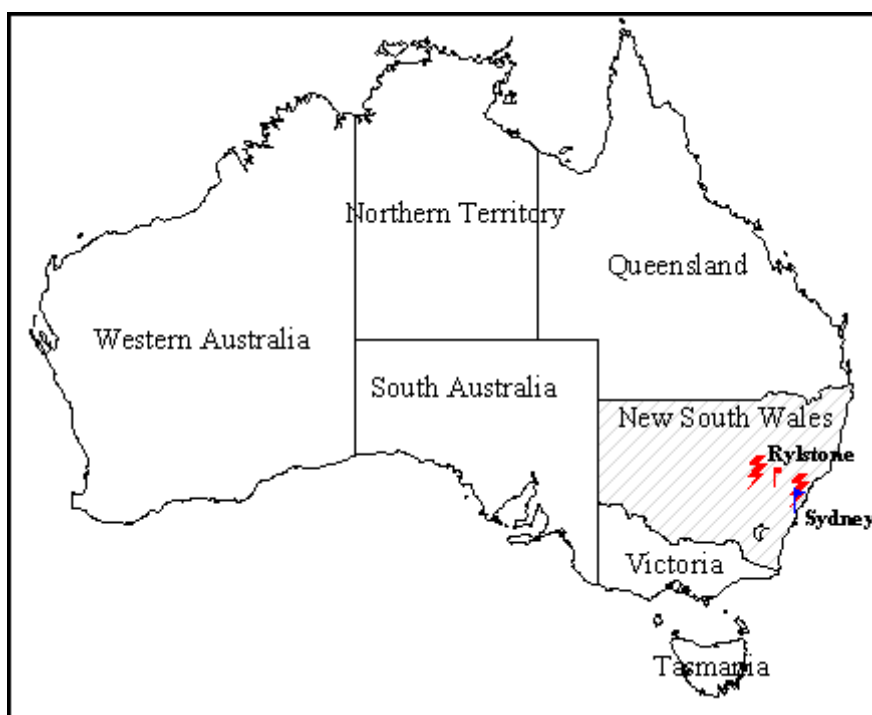 Northern Territory
Queensland
Western Australia
South Australia
New South Wales
Rylstone
Sydney
Victoria
Tasmania